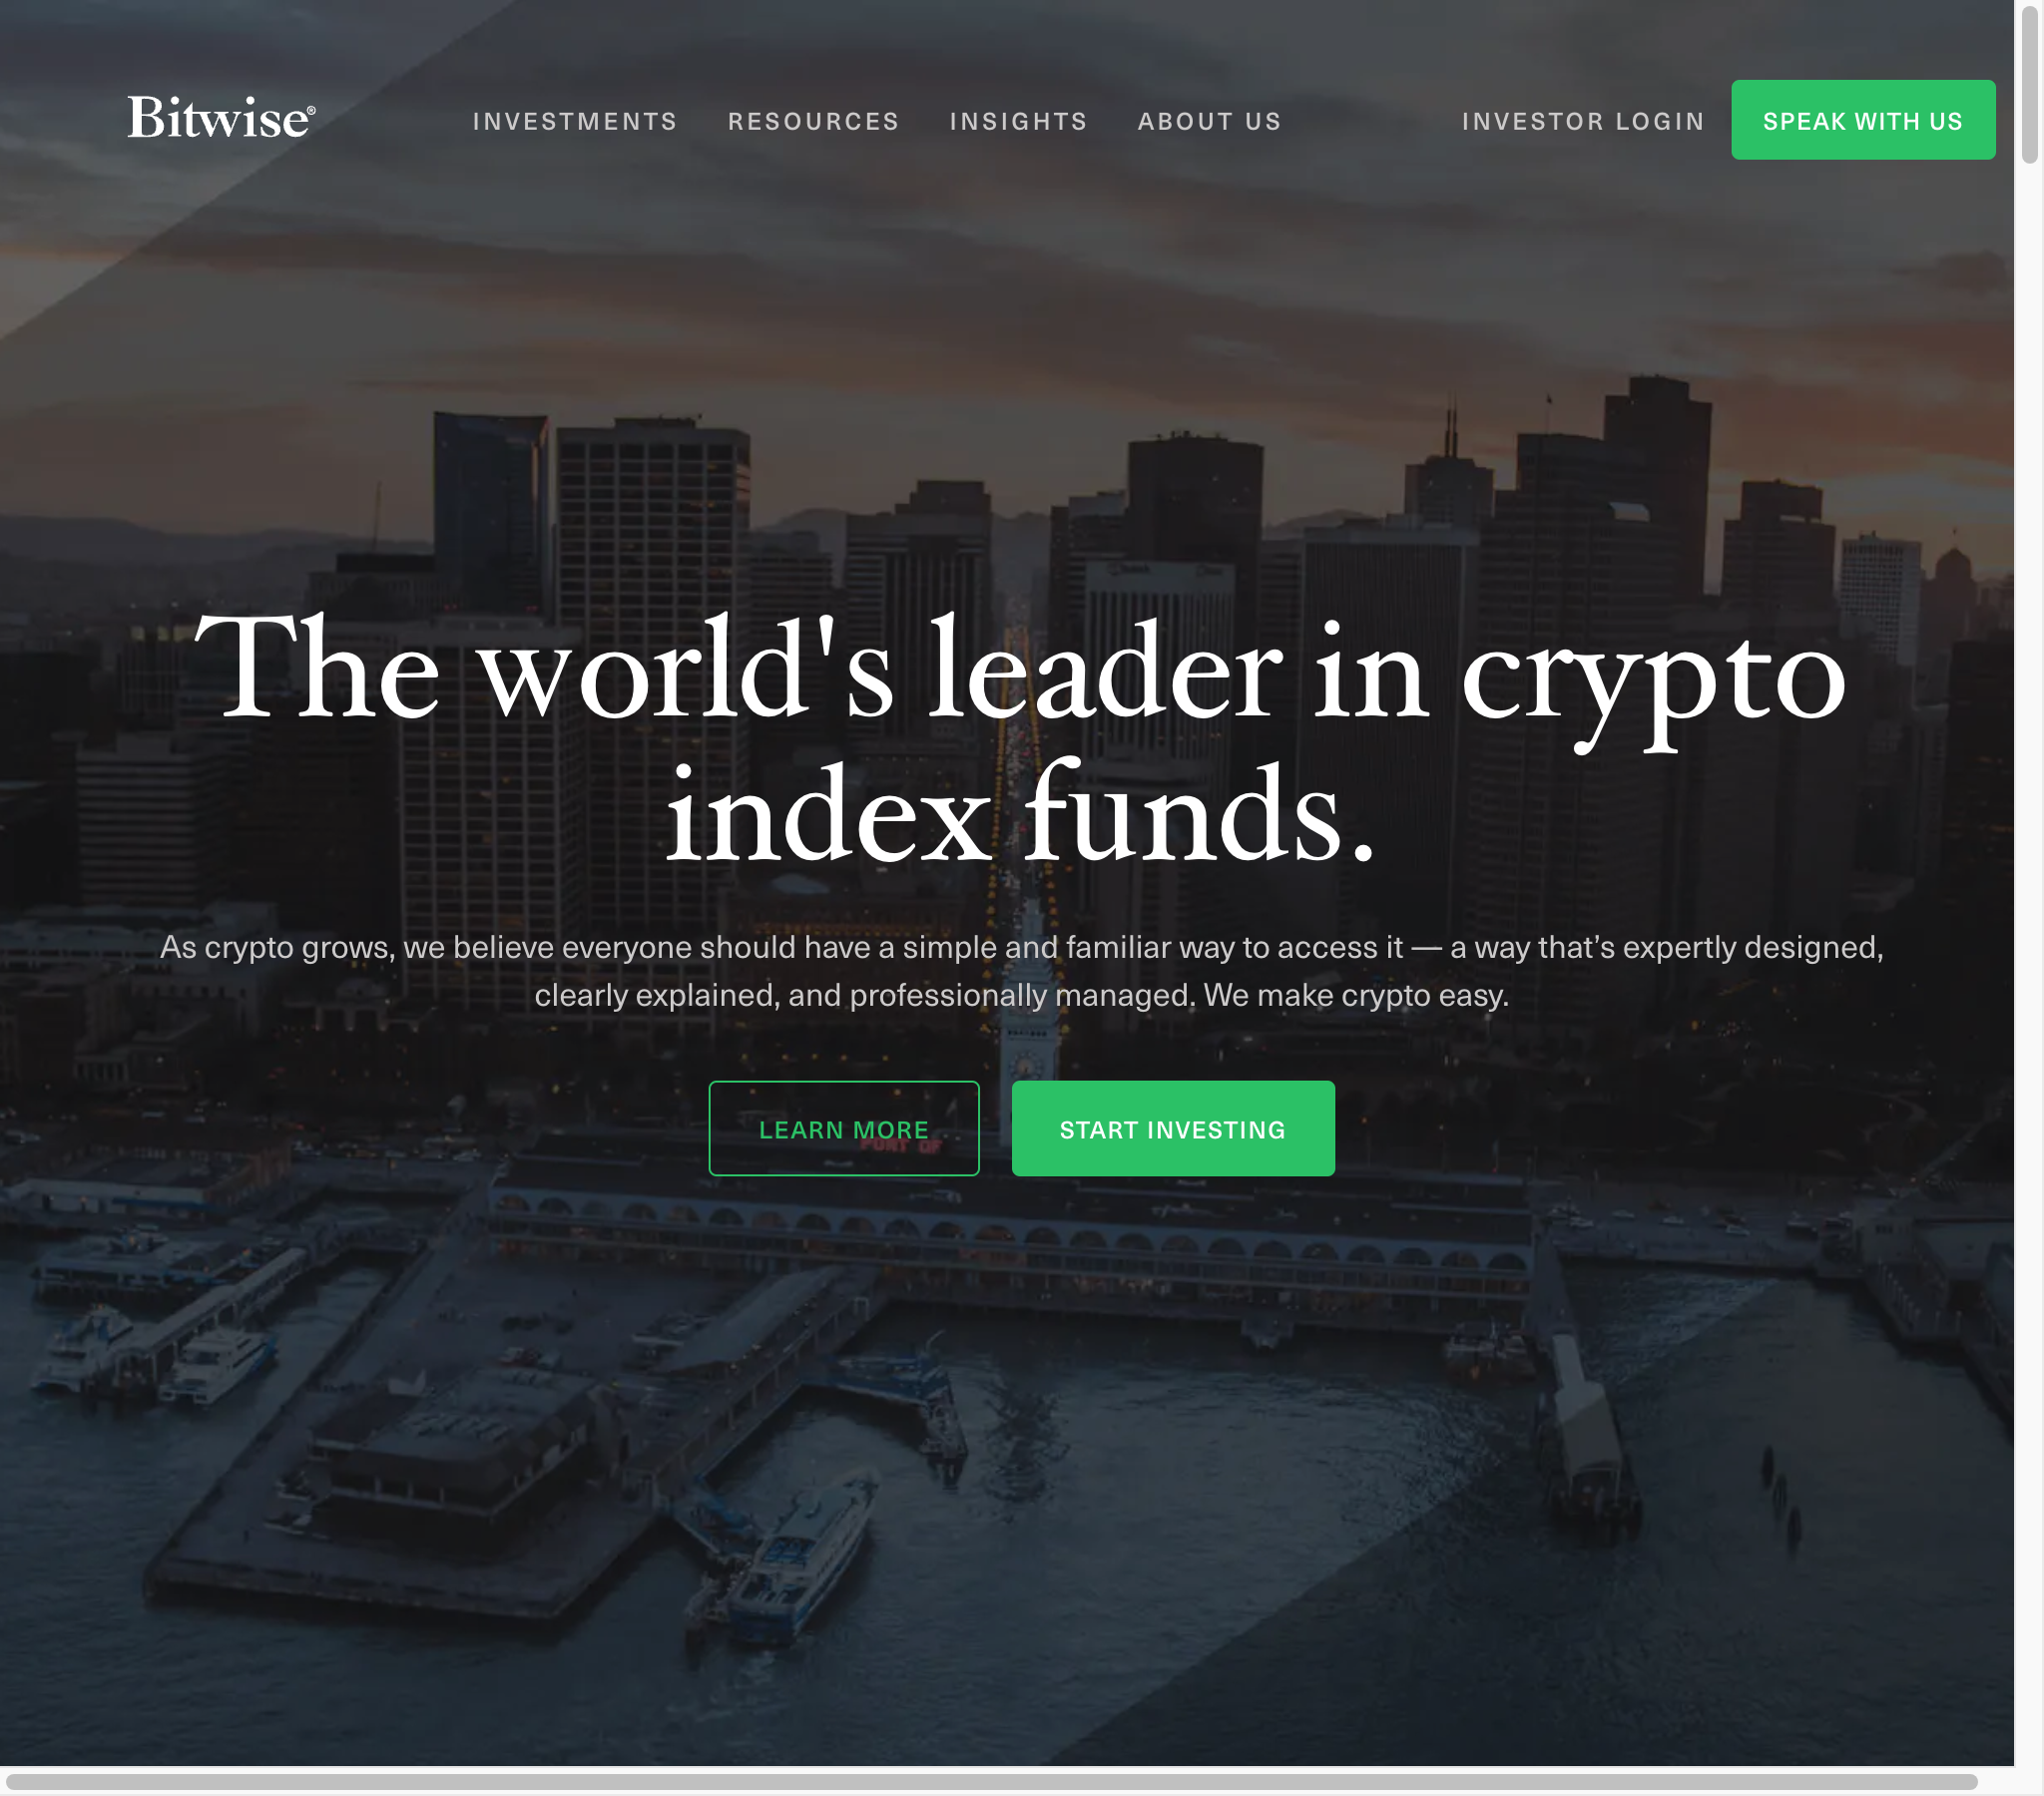 Bitwise®
INVESTMENTS RESOURCES INSIGHTS ABOUT US INVESTOR LOGIN SPEAK WITH US
The world's leader in crypto
index funds.
As crypto grows, we believe everyone should have a simple and familiar way to access it — a way that’s expertly designed,
clearly explained, and professionally managed. We make crypto easy.
LEARN MORE START INVESTING
PORT OF